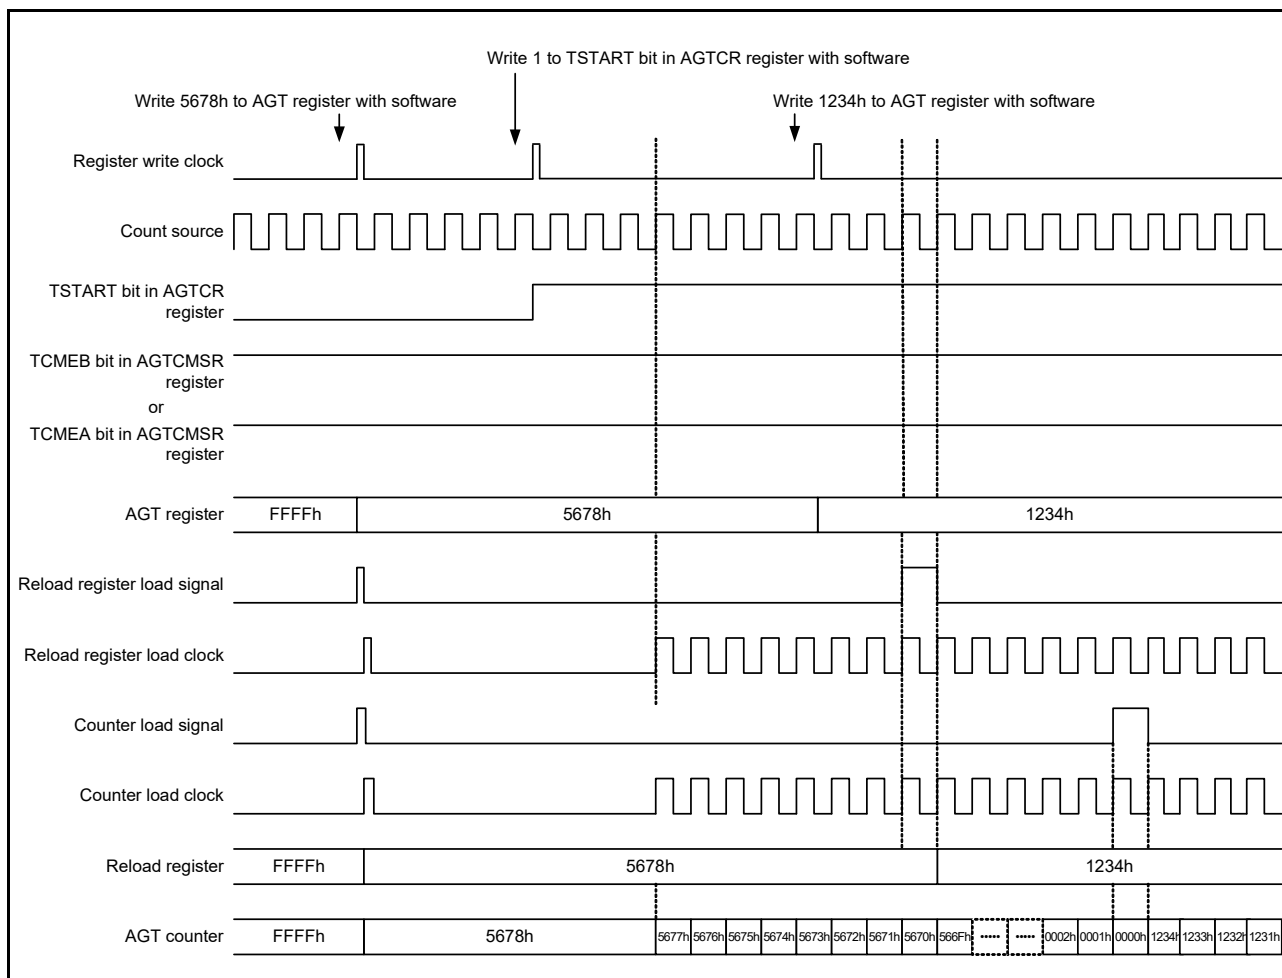 Write 1 to TSTART bit in AGTCR register with software
Write 5678h to AGT register with software
Write 1234h to AGT register with software
Register write clock
Count source
TSTART bit in AGTCR
register
TCMEB bit in AGTCMSR
register
or
TCMEA bit in AGTCMSR
register
AGT register FFFFh 5678h 1234h
Reload register load signal
Reload register load clock
Counter load signal
Counter load clock
Reload register FFFFh 5678h 1234h
AGT counter FFFFh 5678h 5677h 5676h 5675h 5674h 5673h 5672h 5671h 5670h 566Fh ····· ····· 0002h 0001h 0000h 1234h 1233h 1232h 1231h